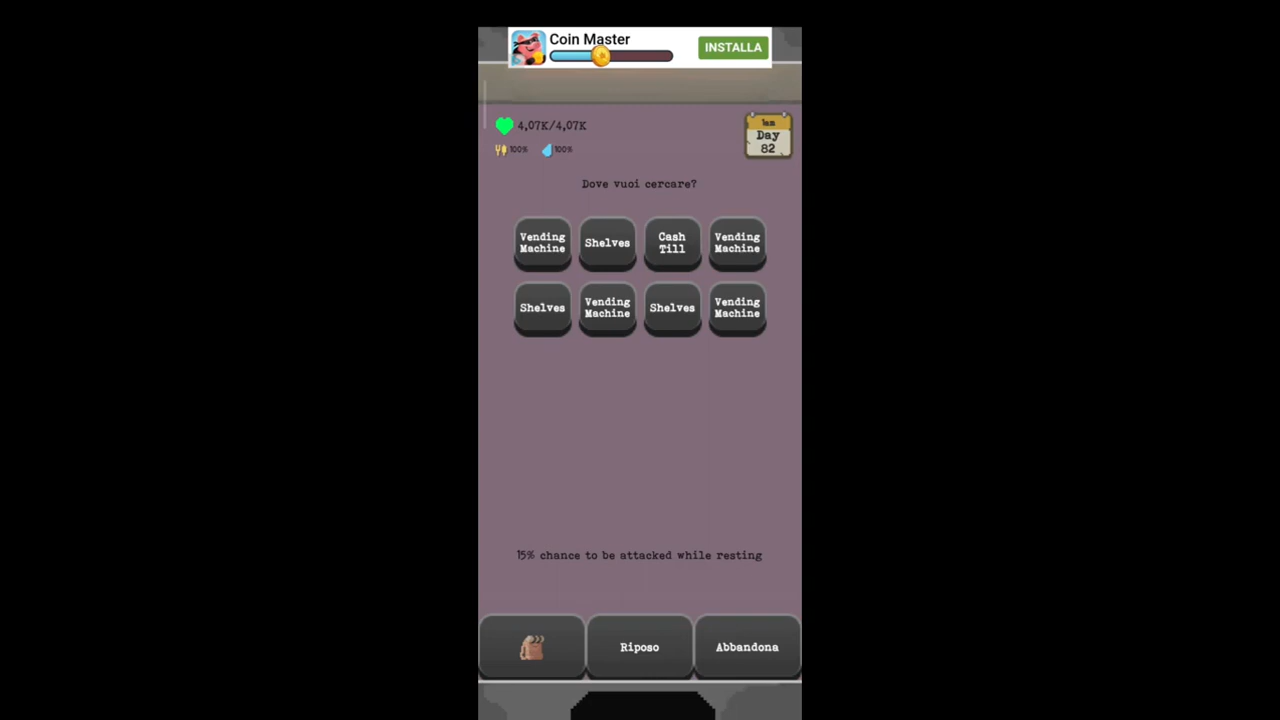 Coin Master
INSTALLA
4,07K/4,07K
1am
Day
82
100%
100%
Dove vuoi cercare?
Vending
Machine
Shelves
Cash
Till
Vending
Machine
Shelves
Vending
Machine
Shelves
Vending
Machine
15% chance to be attacked while resting
Riposo
Abbandona